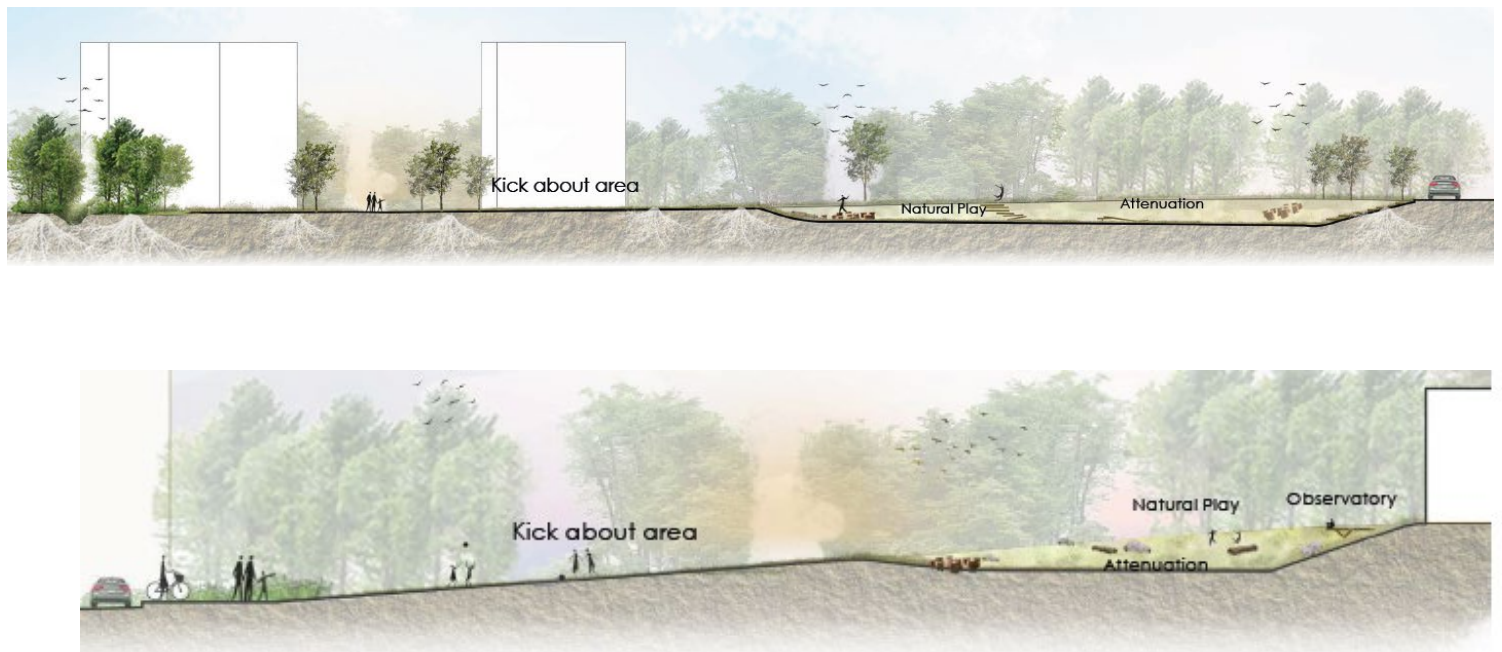 Kick about area
Natural Play
Attenuation
Natural Play
Observatory
Kick about area
Attenuation